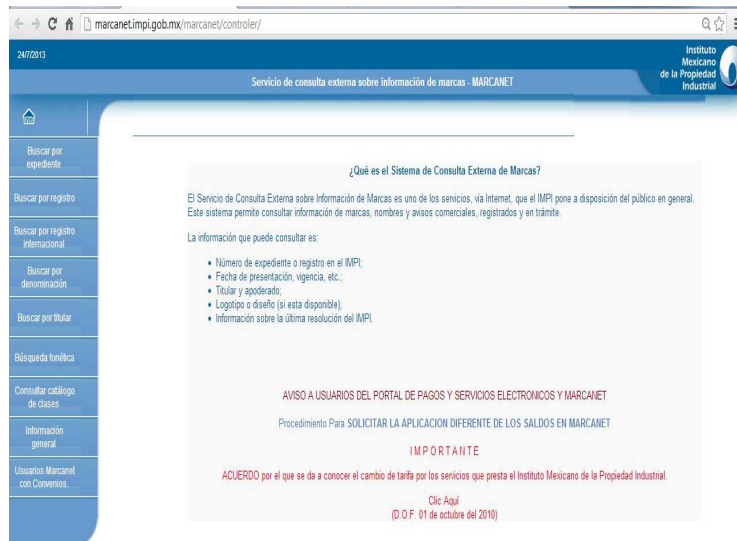 marcanet.impi.gob.mx/marcanet/controler/
24/7/2013
Instituto
Mexicano
de la Propiedad
Industrial
Servicio de consulta externa sobre información de marcas - MARCANET
Buscar por
expediente
Buscar por registro
Buscar por registro
internacional
Buscar por
denominación
Buscar por titular
Búsqueda fonética
Consultar catálogo
de clases
Información
general
Usuarios Marcanet
con Convenios.
¿Qué es el Sistema de Consulta Externa de Marcas?
El Servicio de Consulta Externa sobre Información de Marcas es uno de los servicios, vía Internet, que el IMPI pone a disposición del público en general.
Este sistema permite consultar información de marcas, nombres y avisos comerciales, registrados y en trámite.
La información que puede consultar es:
• Número de expediente o registro en el IMPI;
• Fecha de presentación, vigencia, etc.;
• Titular y apoderado;
• Logotipo o diseño (si esta disponible);
• Información sobre la última resolución del IMPI.
AVISO A USUARIOS DEL PORTAL DE PAGOS Y SERVICIOS ELECTRONICOS Y MARCANET
Procedimiento Para SOLICITAR LA APLICACION DIFERENTE DE LOS SALDOS EN MARCANET
I M P O R T A N T E
ACUERDO por el que se da a conocer el cambio de tarifa por los servicios que presta el Instituto Mexicano de la Propiedad Industrial.
Clic Aquí
(D.O.F. 01 de octubre del 2010)